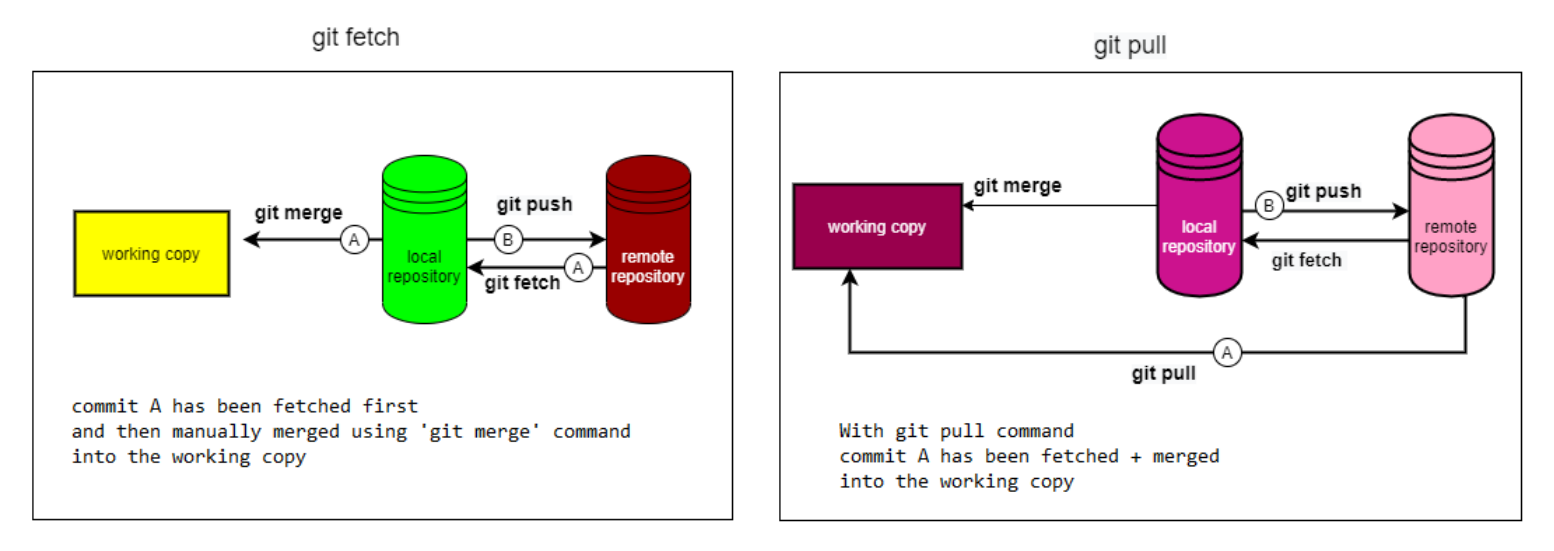 git fetch
git merge
git push
A
B
working copy
local
repository
remote
repository
A
git fetch
commit A has been fetched first
and then manually merged using 'git merge' command
into the working copy
git pull
git merge
git push
B
working copy
local
repository
remote
repository
git fetch
A
git pull
With git pull command
commit A has been fetched + merged
into the working copy